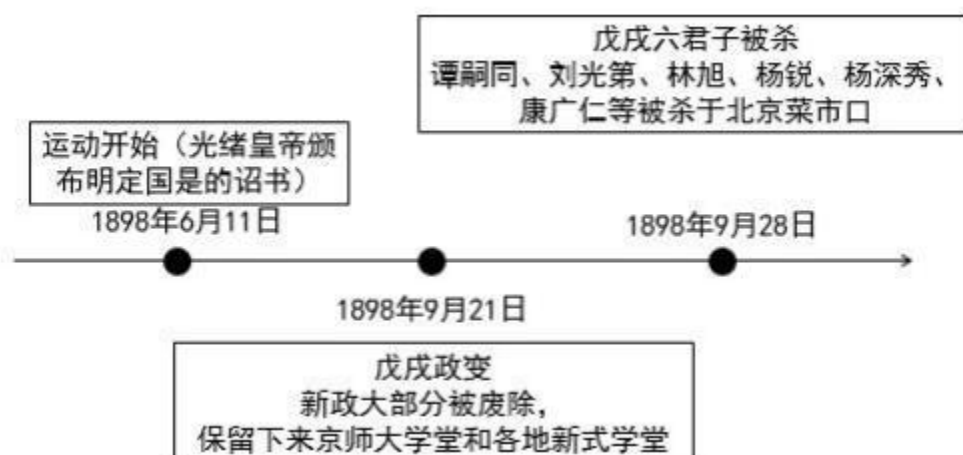 戊戌六君子被杀
谭嗣同、刘光第、林旭、杨锐、杨深秀、
康广仁等被杀于北京菜市口
运动开始（光绪皇帝颁
布明定国是的诏书）
1898年6月11日
1898年9月28日
1898年9月21日
戊戌政变
新政大部分被废除，
保留下来京师大学堂和各地新式学堂